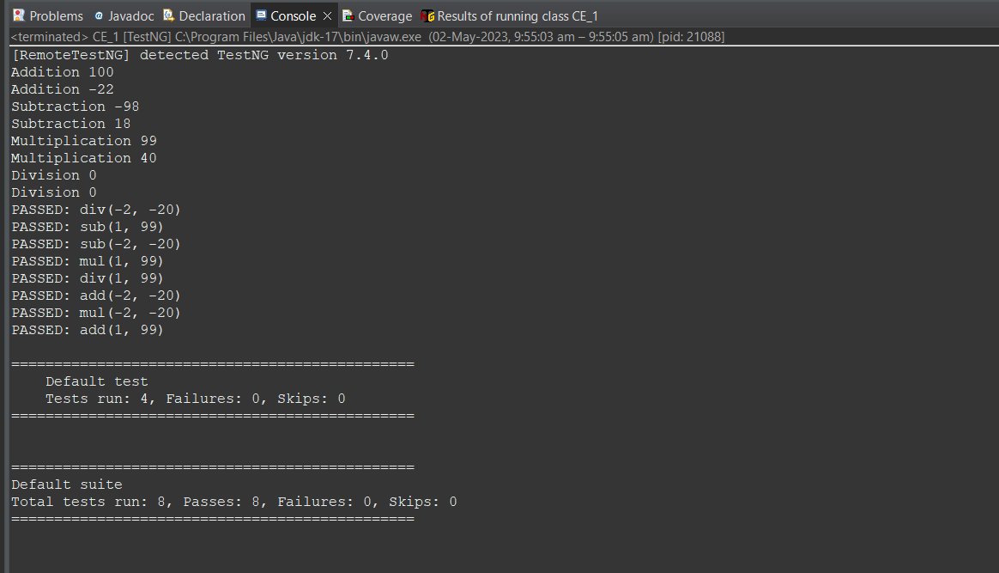 Problems Javadoc Declaration Console Coverage Results of running class CE_1
<terminated> CE_1 [TestNG] C:\Program Files\Java\jdk-17\bin\javaw.exe (02-May-2023, 9:55:03 am – 9:55:05 am) [pid: 21088]
[RemoteTestNG] detected TestNG version 7.4.0
Addition 100
Addition -22
Subtraction -98
Subtraction 18
Multiplication 99
Multiplication 40
Division 0
Division 0
PASSED: div(-2, -20)
PASSED: sub(1, 99)
PASSED: sub(-2, -20)
PASSED: mul(1, 99)
PASSED: div(1, 99)
PASSED: add(-2, -20)
PASSED: mul(-2, -20)
PASSED: add(1, 99)
===============================================
Default test
Tests run: 4, Failures: 0, Skips: 0
===============================================
===============================================
Default suite
Total tests run: 8, Passes: 8, Failures: 0, Skips: 0
===============================================